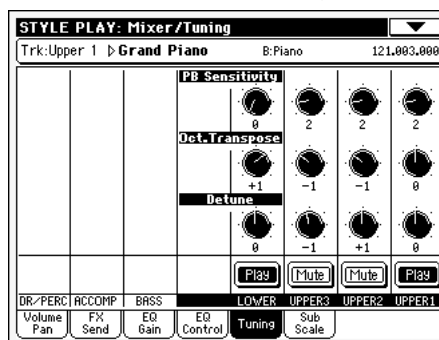 STYLE PLAY: Mixer/Tuning
Trk:Upper 1 ▷Grand Piano B:Piano 121.003.000
PB Sensitivity
0 2 2 2
Oct.Transpose
+1 -1 -1 0
Detune
0 -1 +1 0
Play Mute Mute Play
DR/PERC ACCOMP BASS LOWER UPPER3 UPPER2 UPPER1
Volume Pan FX Send EQ Gain EQ Control Tuning Sub Scale